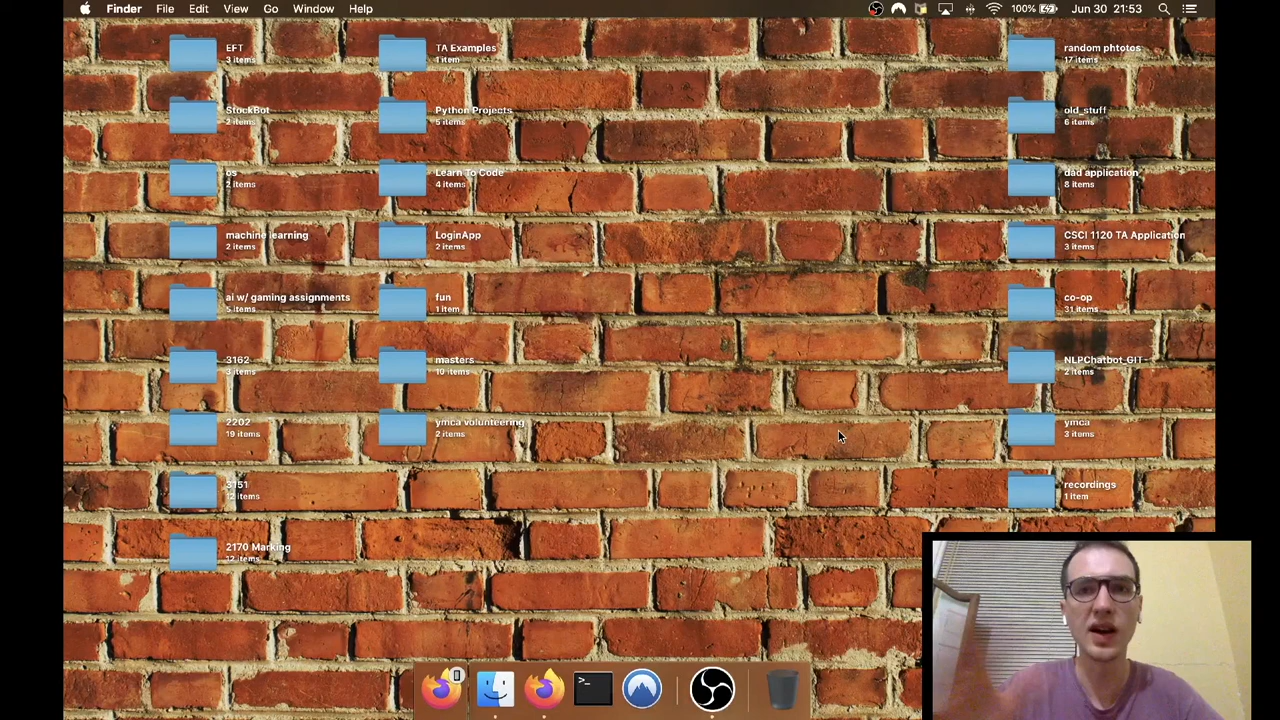 Finder File Edit View Go Window Help 100% Jun 30 21:53
EFT
3 items
StockBot
2 items
os
2 items
machine learning
2 items
ai w/ gaming assignments
5 items
3162
3 items
2202
19 items
3151
12 items
2170 Marking
12 items
TA Examples
1 item
Python Projects
5 items
Learn To Code
4 items
LoginApp
2 items
fun
1 item
masters
10 items
ymca volunteering
2 items
random phtotos
17 items
old_stuff
6 items
dad application
8 items
CSCI 1120 TA Application
3 items
co-op
31 items
NLPChatbot_GIT
2 items
ymca
3 items
recordings
1 item
>_